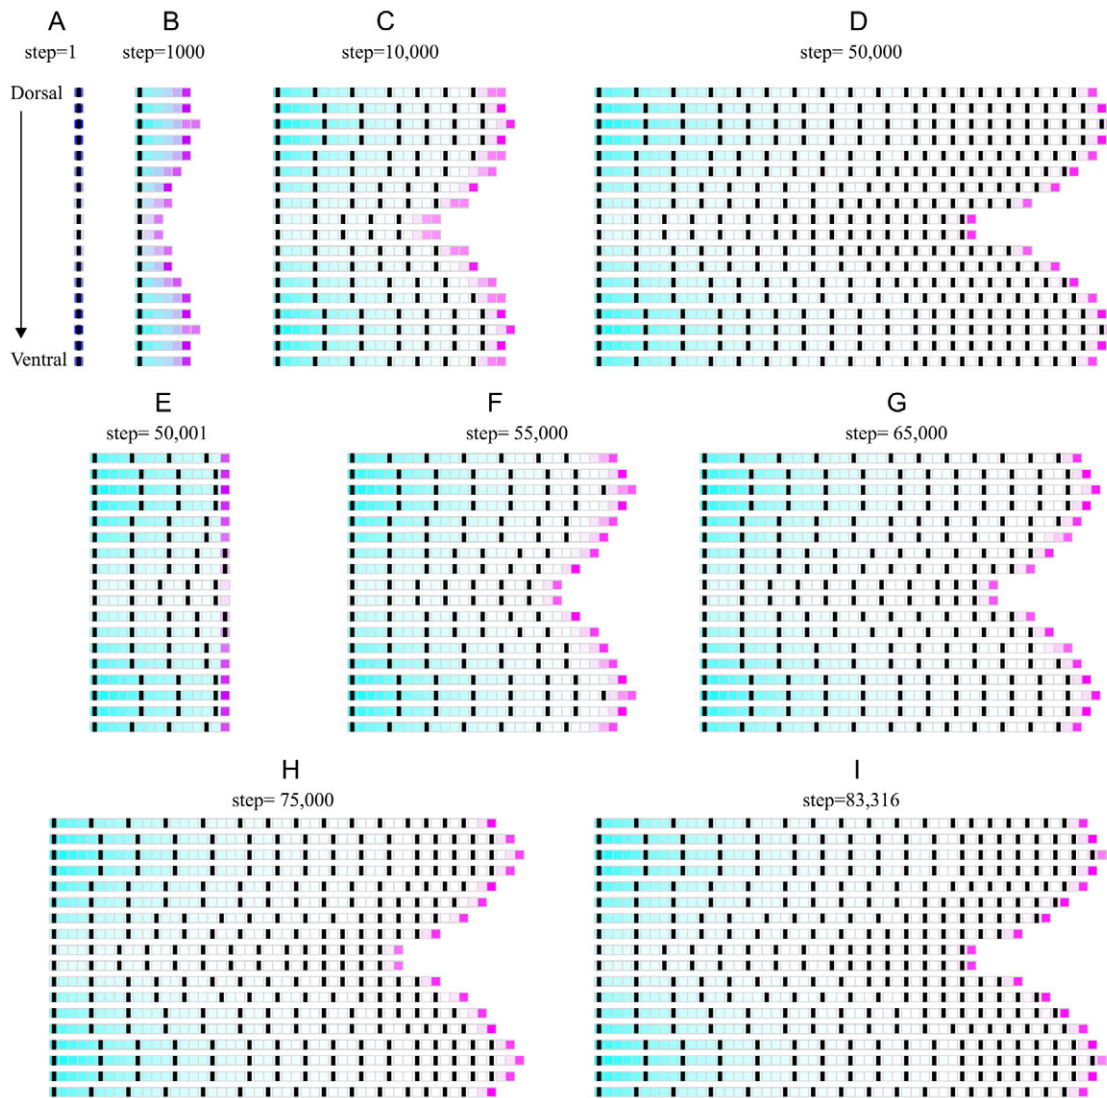 A B C D
step=1 step=1000 step=10,000 step= 50,000
Dorsal
Ventral
E F G
step= 50,001 step= 55,000 step= 65,000
H I
step= 75,000 step=83,316